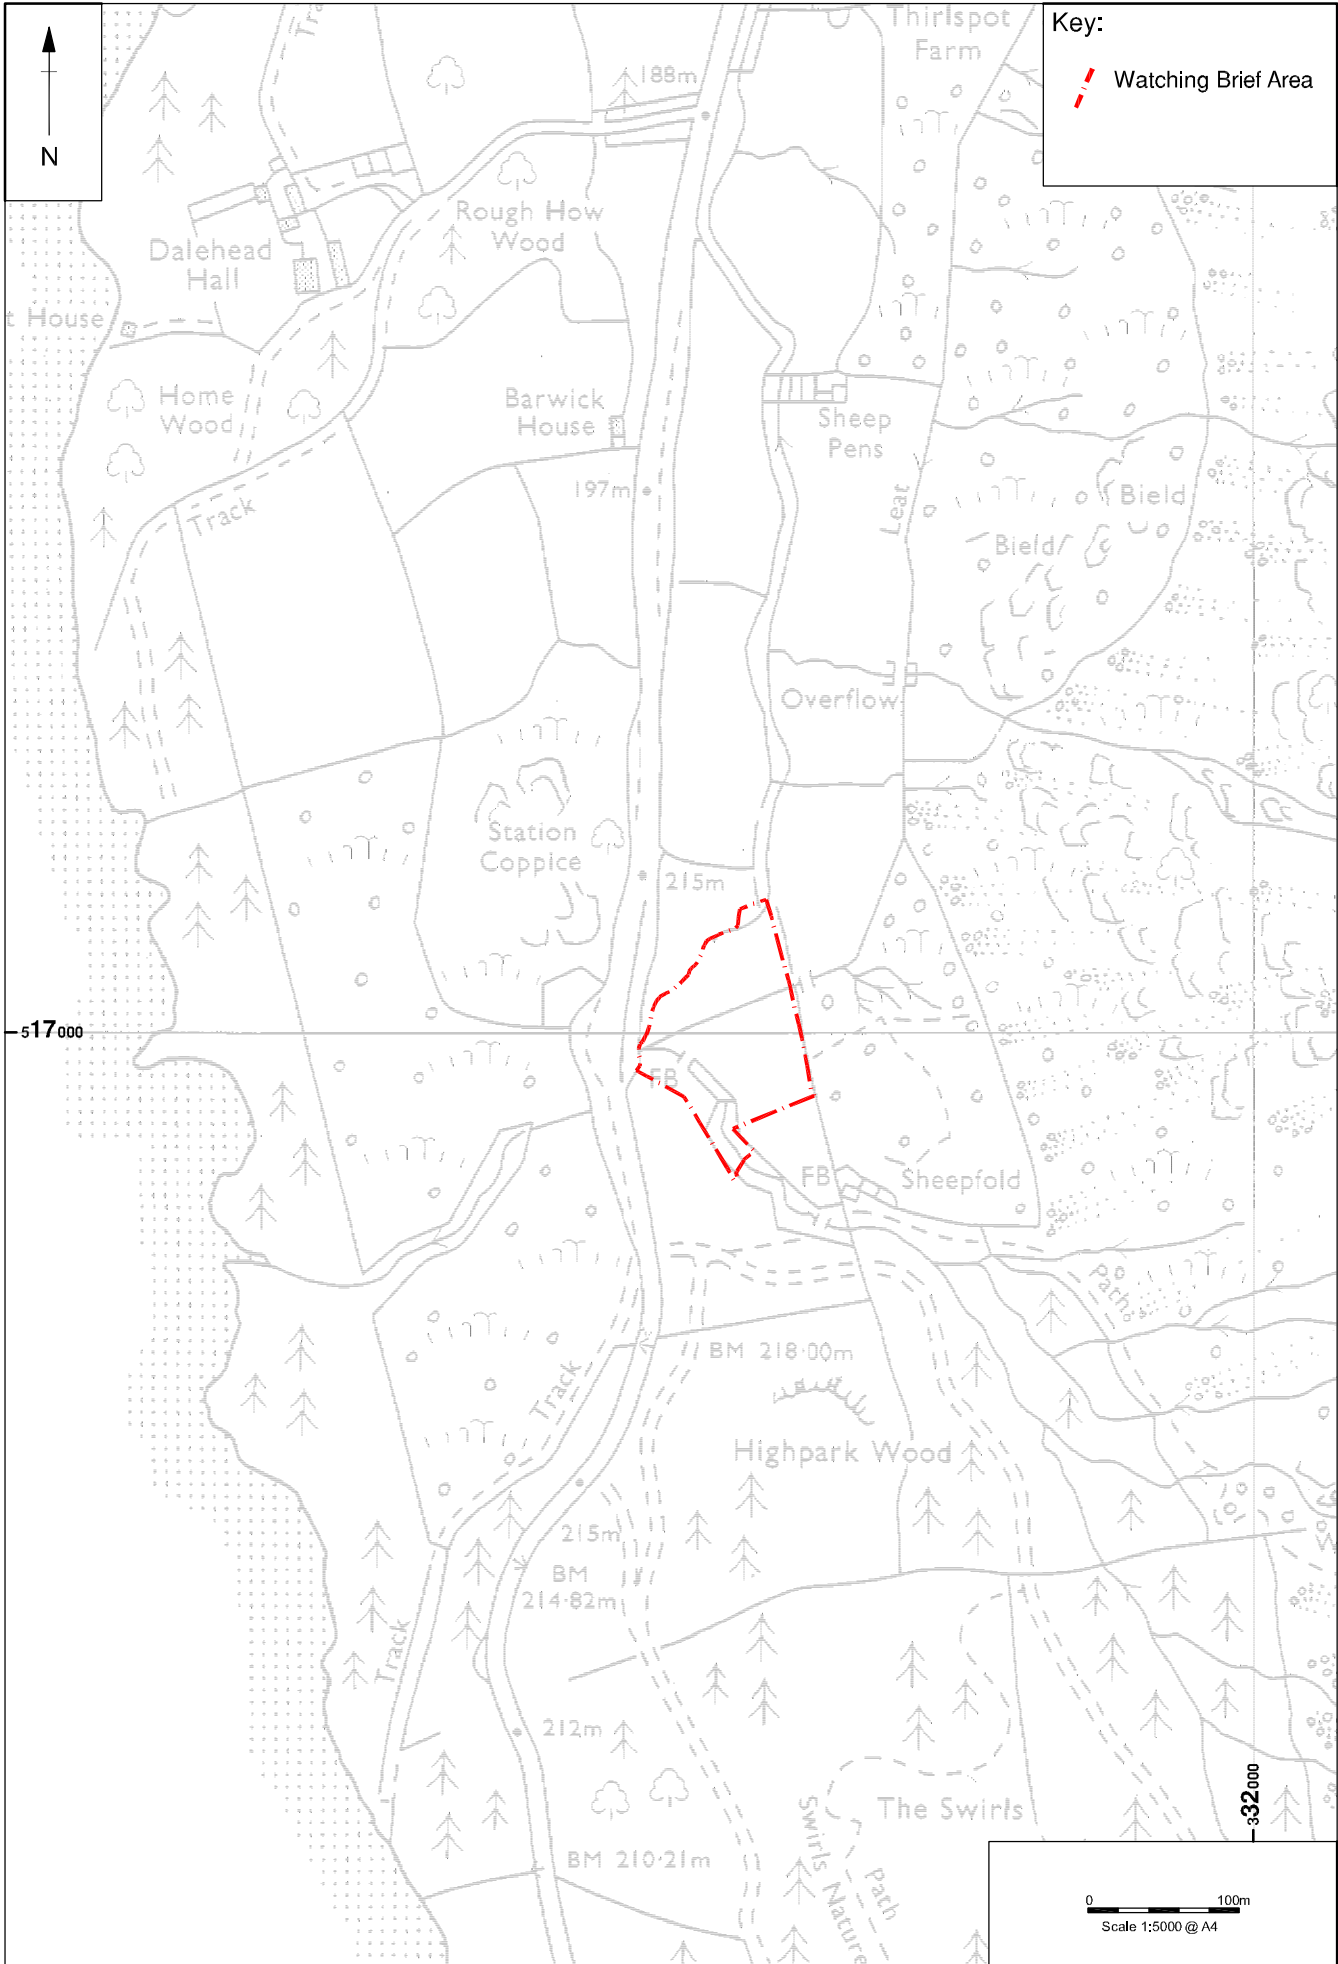 Key:
Watching Brief Area
N
Thirlspot
Farm
188m
Rough How
Wood
Dalehead
Hall
t House
Home
Wood
Barwick
House
Sheep
Pens
Track
197m
Leat
Bield
Bield
Overflow
Station
Coppice
215m
517000
FB
FB
Sheepfold
Path
BM 218·00m
Track
Highpark Wood
215m
BM
214·82m
Track
212m
The Swirls
Swirls Nature
Path
BM 210·21m
332000
0 100m
Scale 1:5000 @ A4